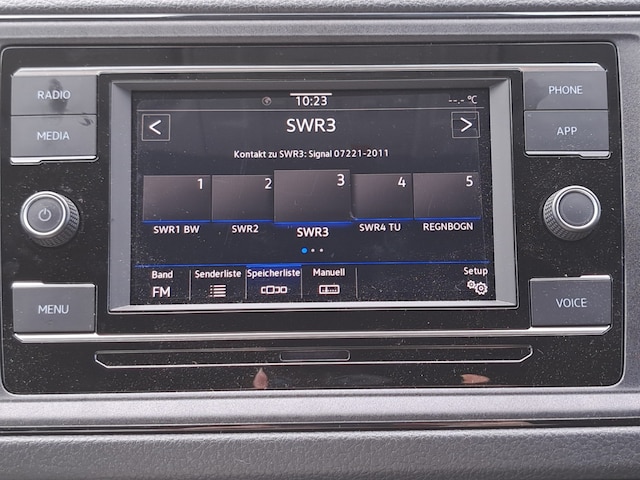 RADIO
MEDIA
MENU
10:23
--,- °C
< SWR3 >
Kontakt zu SWR3: Signal 07221-2011
1 2 3 4 5
SWR1 BW SWR2 SWR3 SWR4 TU REGNBOGN
Band Senderliste Speicherliste Manuell Setup
FM
PHONE
APP
VOICE